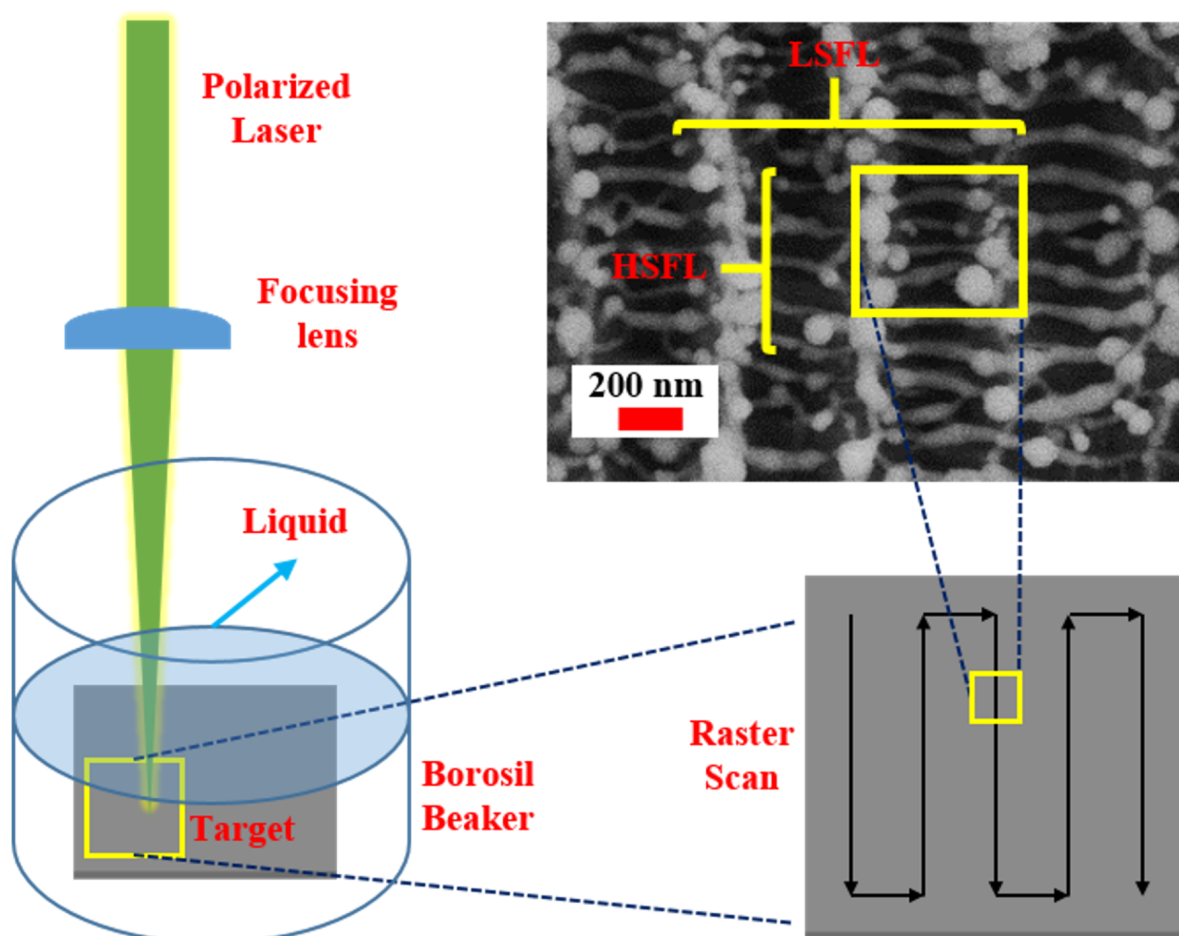 Polarized
Laser
Focusing
lens
Liquid
Borosil
Beaker
Target
LSFL
HSFL
200 nm
Raster
Scan